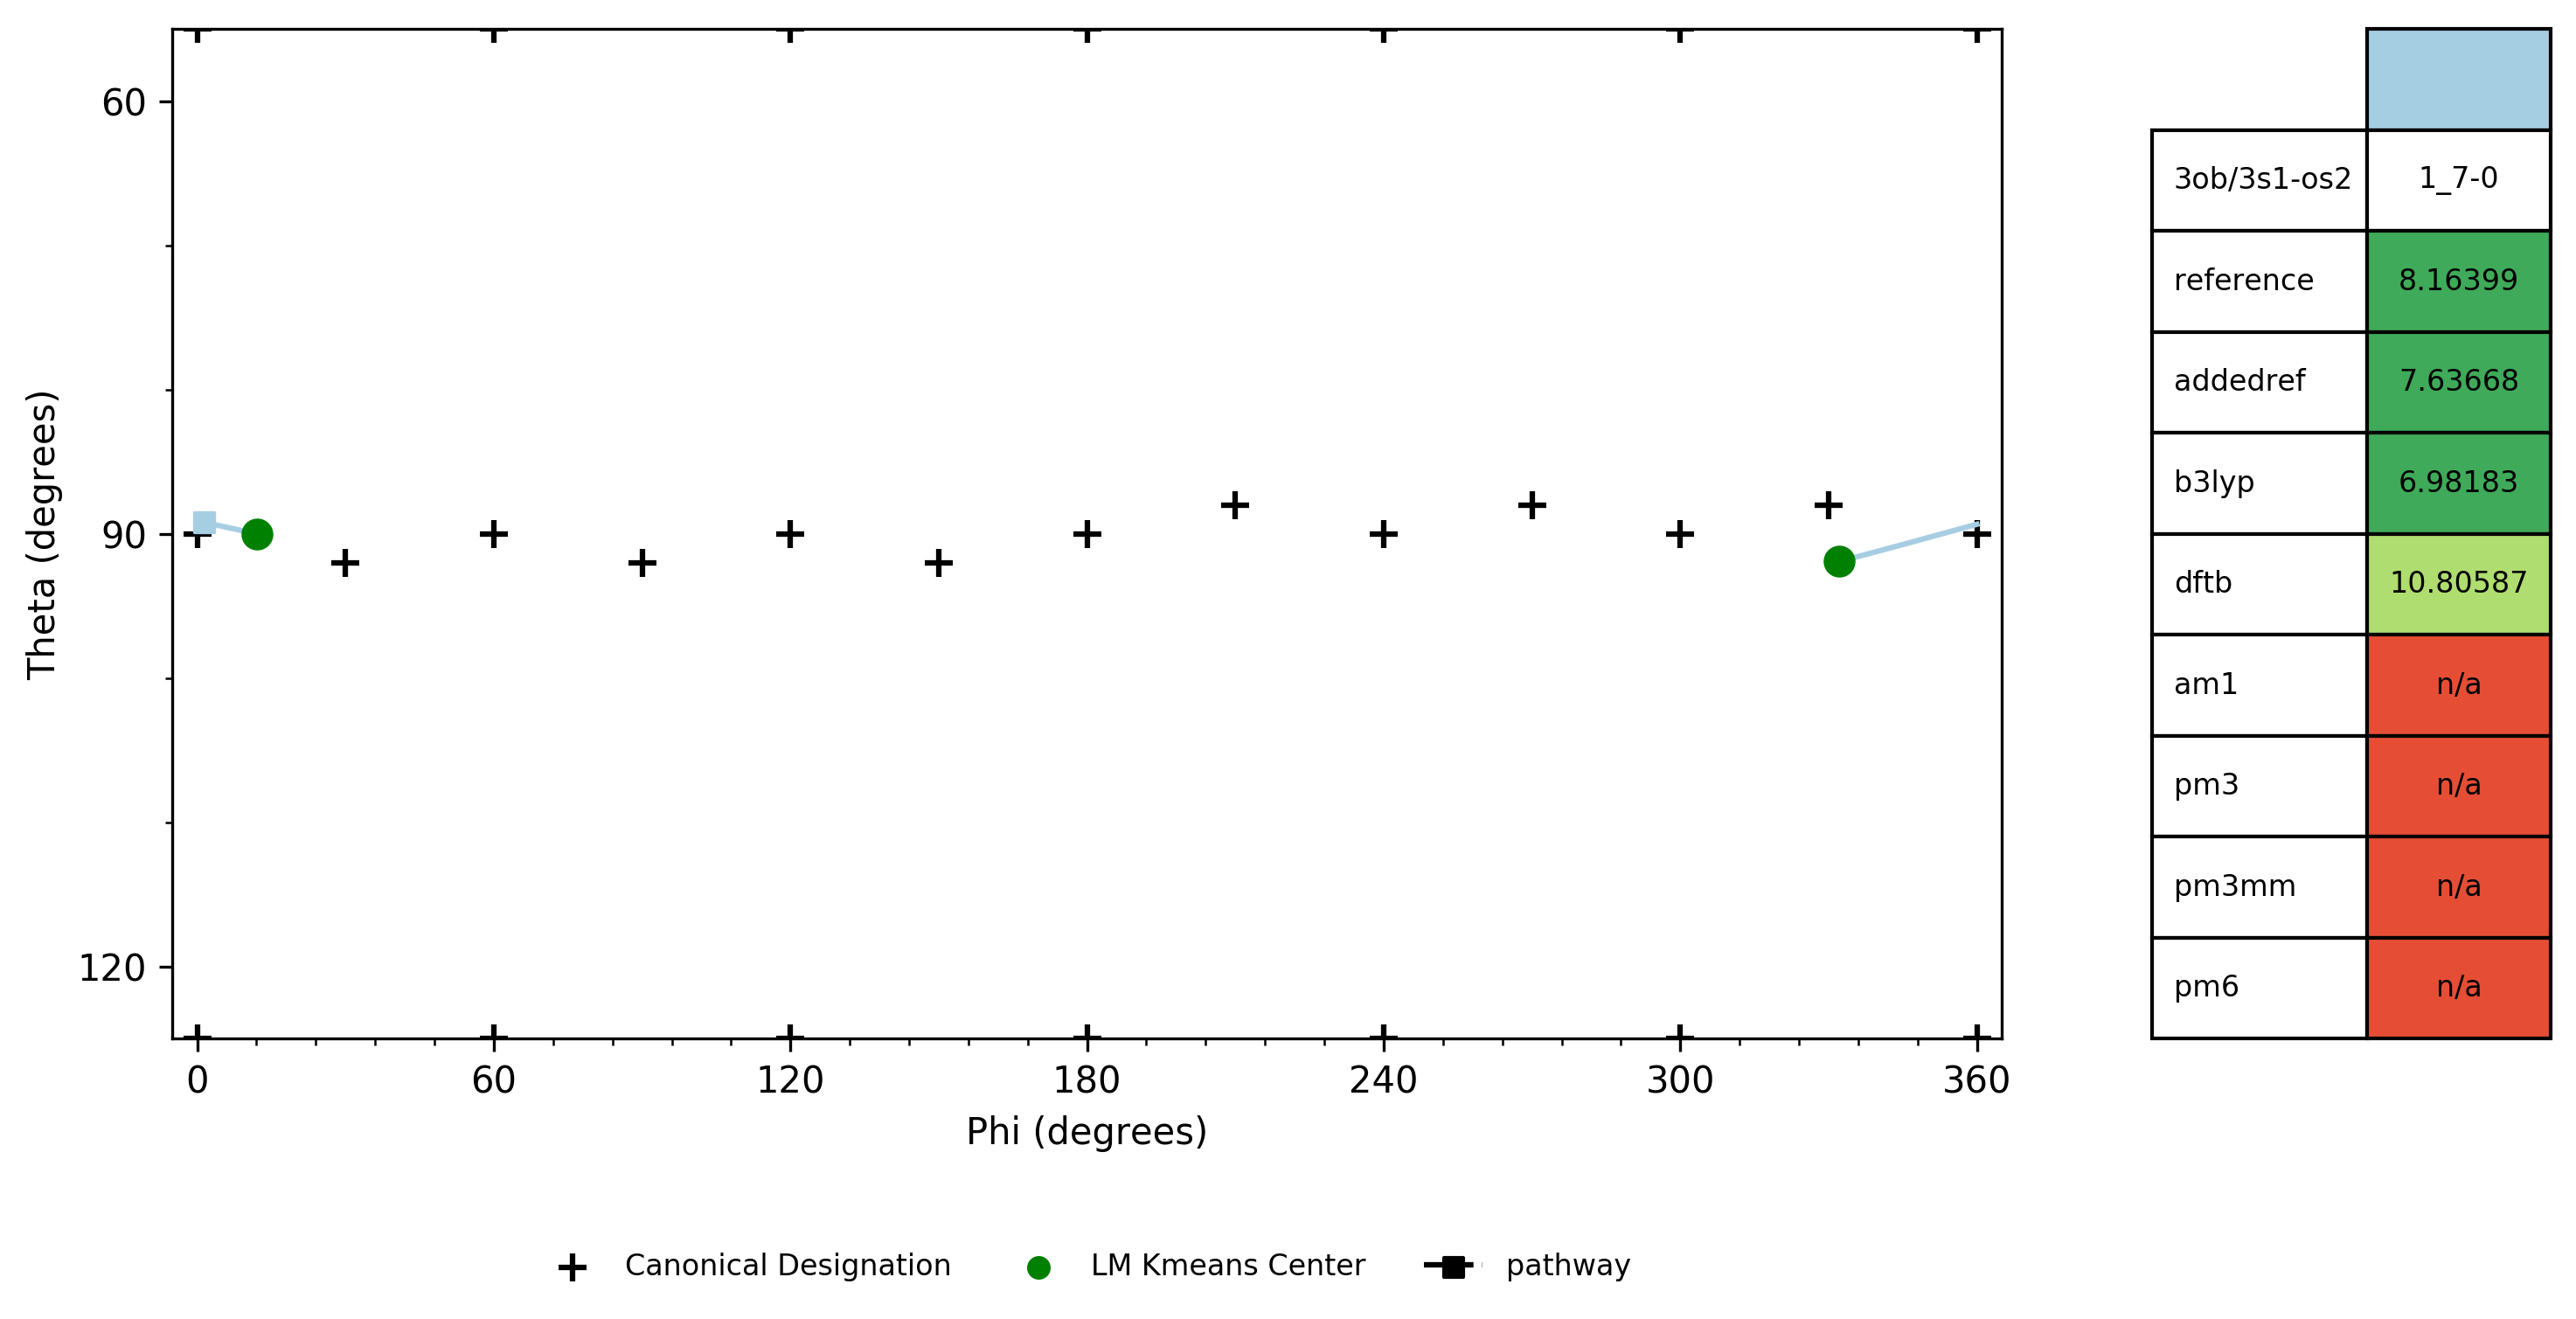 60
90
120
Theta (degrees)
0 60 120 180 240 300 360
Phi (degrees)
Canonical Designation LM Kmeans Center pathway
3ob/3s1-os2 1_7-0
reference 8.16399
addedref 7.63668
b3lyp 6.98183
dftb 10.80587
am1 n/a
pm3 n/a
pm3mm n/a
pm6 n/a